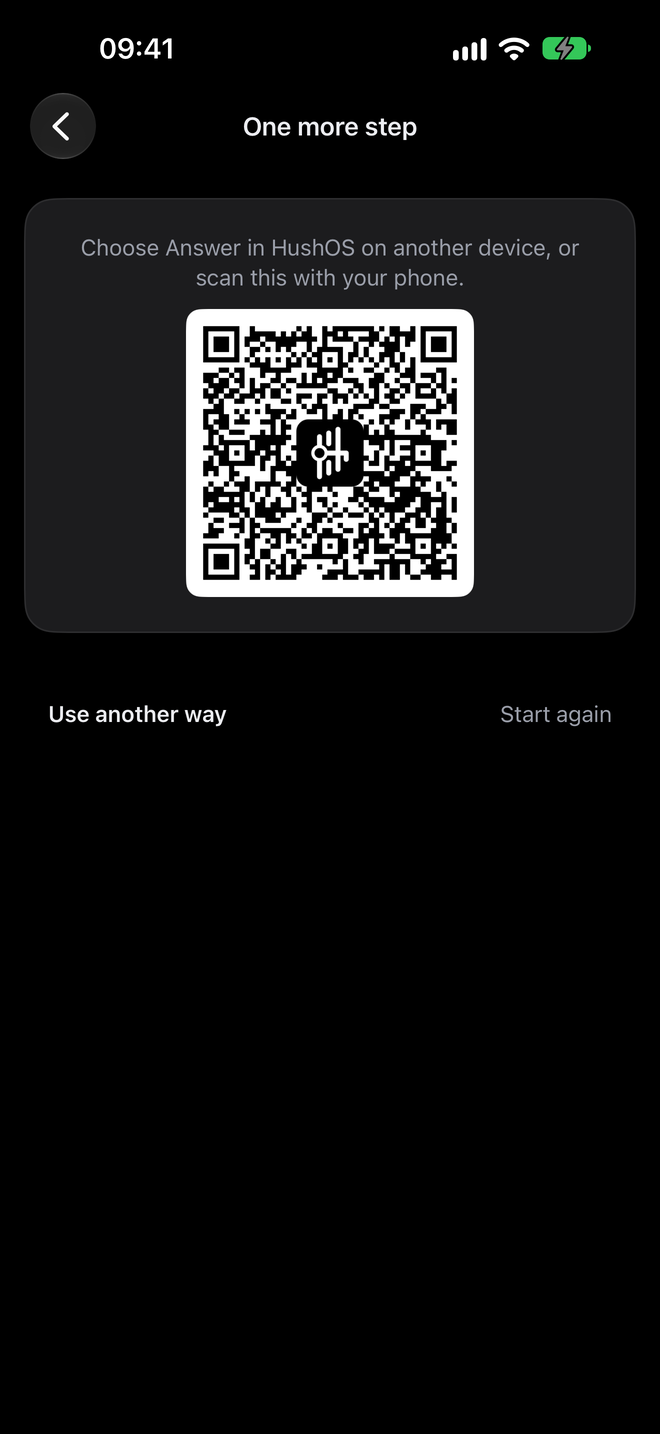 09:41
One more step
Choose Answer in HushOS on another device, or
scan this with your phone.
Use another way
Start again